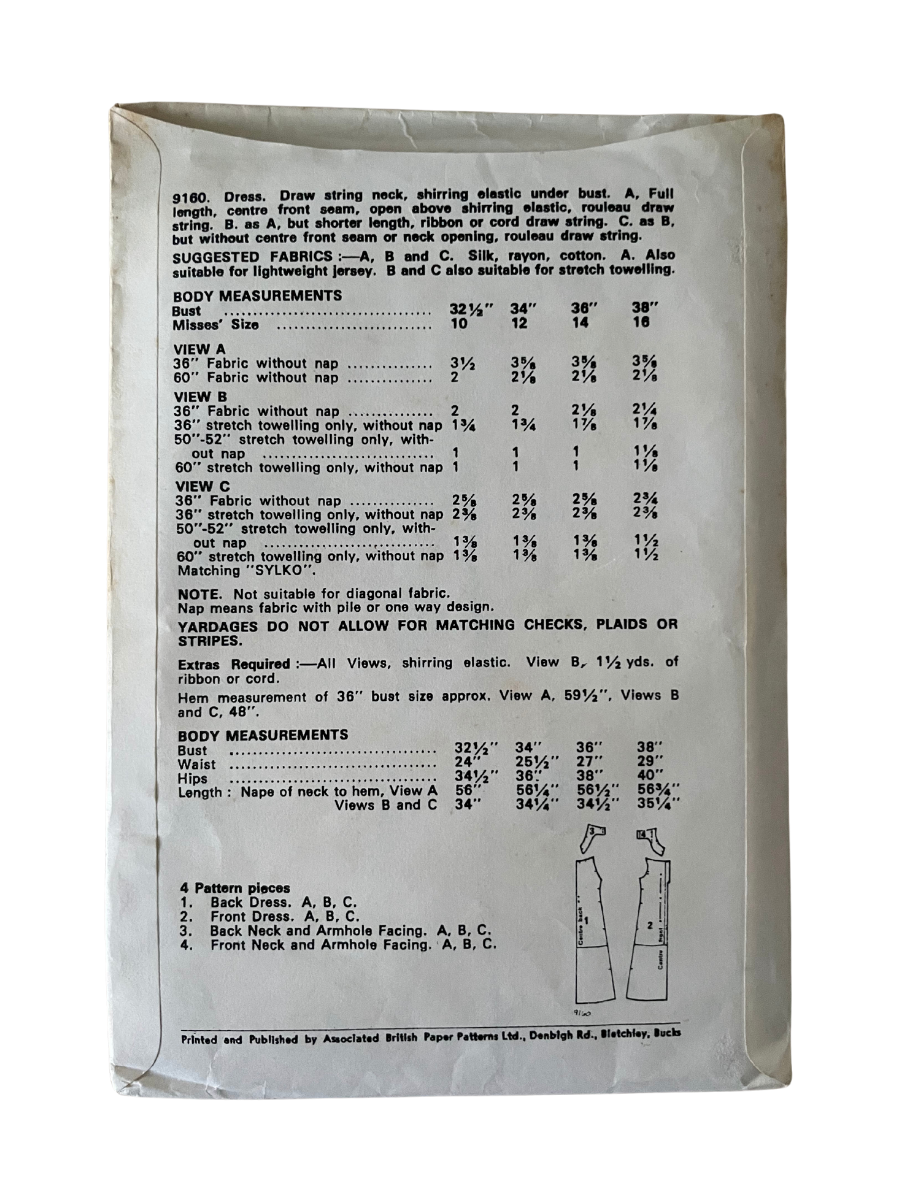 9160. Dress. Draw string neck, shirring elastic under bust. A, Full
length, centre front seam, open above shirring elastic, rouleau draw
string. B. as A, but shorter length, ribbon or cord draw string. C. as B,
but without centre front seam or neck opening, rouleau draw string.
SUGGESTED FABRICS :—A, B and C. Silk, rayon, cotton. A. Also
suitable for lightweight jersey. B and C also suitable for stretch towelling.
BODY MEASUREMENTS
Bust .................................... 32½″ 34″ 36″ 38″
Misses’ Size ........................... 10 12 14 16
VIEW A
36″ Fabric without nap ............... 3½ 3⅝ 3⅝ 3⅝
60″ Fabric without nap ............... 2 2⅛ 2⅛ 2⅛
VIEW B
36″ Fabric without nap ............... 2 2 2⅛ 2¼
36″ stretch towelling only, without nap 1¾ 1¾ 1⅞ 1⅞
50″-52″ stretch towelling only, with-
out nap .............................. 1 1 1 1⅛
60″ stretch towelling only, without nap 1 1 1 1⅛
VIEW C
36″ Fabric without nap ............... 2⅝ 2⅝ 2⅝ 2¾
36″ stretch towelling only, without nap 2⅜ 2⅜ 2⅜ 2⅜
50″-52″ stretch towelling only, with-
out nap .............................. 1⅜ 1⅜ 1⅜ 1½
60″ stretch towelling only, without nap 1⅜ 1⅜ 1⅜ 1½
Matching "SYLKO".
NOTE. Not suitable for diagonal fabric.
Nap means fabric with pile or one way design.
YARDAGES DO NOT ALLOW FOR MATCHING CHECKS, PLAIDS OR
STRIPES.
Extras Required :—All Views, shirring elastic. View B, 1½ yds. of
ribbon or cord.
Hem measurement of 36″ bust size approx. View A, 59½″, Views B
and C, 48″.
BODY MEASUREMENTS
Bust .................................... 32½″ 34″ 36″ 38″
Waist .................................... 24″ 25½″ 27″ 29″
Hips .................................... 34½″ 36″ 38″ 40″
Length : Nape of neck to hem, View A 56″ 56¼″ 56½″ 56¾″
Views B and C 34″ 34¼″ 34½″ 35¼″
3 4
4 Pattern pieces
1. Back Dress. A, B, C.
2. Front Dress. A, B, C.
3. Back Neck and Armhole Facing. A, B, C.
4. Front Neck and Armhole Facing. A, B, C.
Centre back 1
2 Centre front
9160
Printed and Published by Associated British Paper Patterns Ltd., Denbigh Rd., Bletchley, Bucks